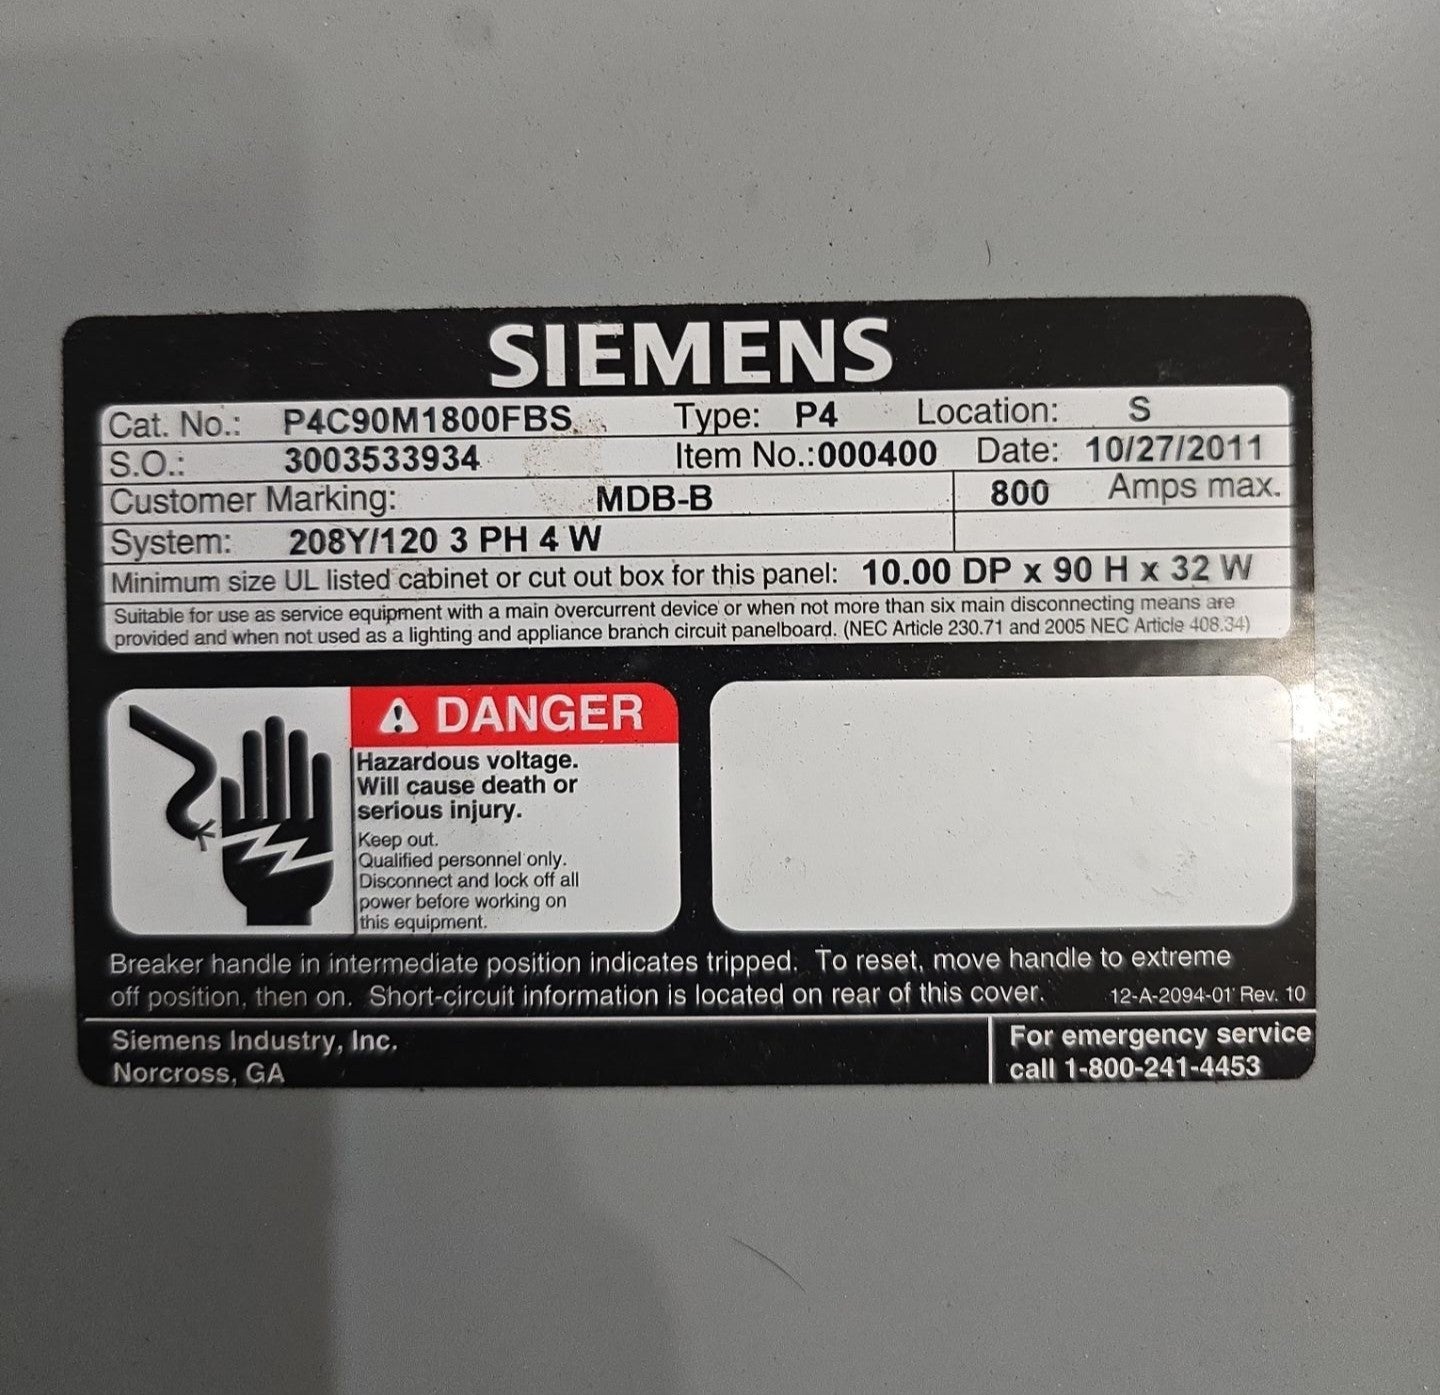 SIEMENS
Cat. No.: P4C90M1800FBS Type: P4 Location: S
S.O.: 3003533934 Item No.:000400 Date: 10/27/2011
Customer Marking: MDB-B 800 Amps max.
System: 208Y/120 3 PH 4 W
Minimum size UL listed cabinet or cut out box for this panel: 10.00 DP x 90 H x 32 W
Suitable for use as service equipment with a main overcurrent device or when not more than six main disconnecting means are
provided and when not used as a lighting and appliance branch circuit panelboard. (NEC Article 230.71 and 2005 NEC Article 408.34)
DANGER
Hazardous voltage.
Will cause death or
serious injury.
Keep out.
Qualified personnel only.
Disconnect and lock off all
power before working on
this equipment.
Breaker handle in intermediate position indicates tripped. To reset, move handle to extreme
off position, then on. Short-circuit information is located on rear of this cover. 12-A-2094-01 Rev. 10
Siemens Industry, Inc.
Norcross, GA
For emergency service
call 1-800-241-4453